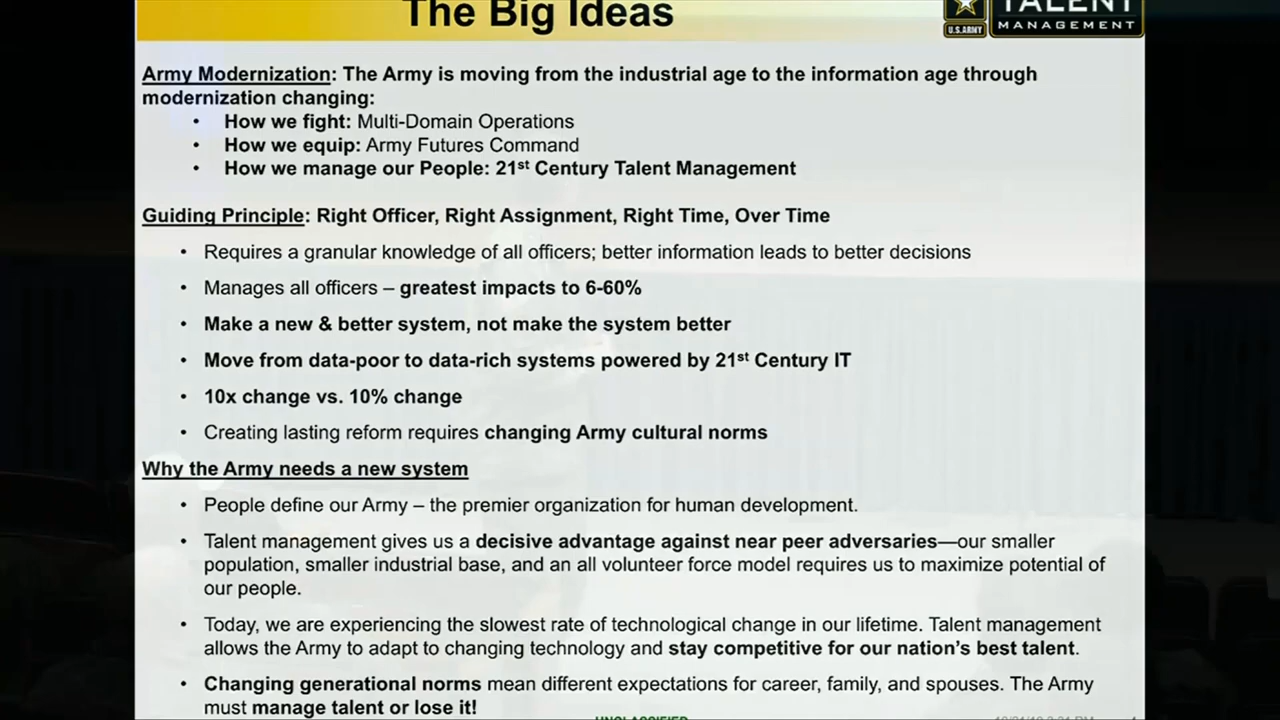 The Big Ideas
TALENT
MANAGEMENT
U.S.ARMY
Army Modernization: The Army is moving from the industrial age to the information age through
modernization changing:
• How we fight: Multi-Domain Operations
• How we equip: Army Futures Command
• How we manage our People: 21st Century Talent Management
Guiding Principle: Right Officer, Right Assignment, Right Time, Over Time
• Requires a granular knowledge of all officers; better information leads to better decisions
• Manages all officers – greatest impacts to 6-60%
• Make a new & better system, not make the system better
• Move from data-poor to data-rich systems powered by 21st Century IT
• 10x change vs. 10% change
• Creating lasting reform requires changing Army cultural norms
Why the Army needs a new system
• People define our Army – the premier organization for human development.
• Talent management gives us a decisive advantage against near peer adversaries—our smaller
population, smaller industrial base, and an all volunteer force model requires us to maximize potential of
our people.
• Today, we are experiencing the slowest rate of technological change in our lifetime. Talent management
allows the Army to adapt to changing technology and stay competitive for our nation's best talent.
• Changing generational norms mean different expectations for career, family, and spouses. The Army
must manage talent or lose it!
UNCLASSIFIED